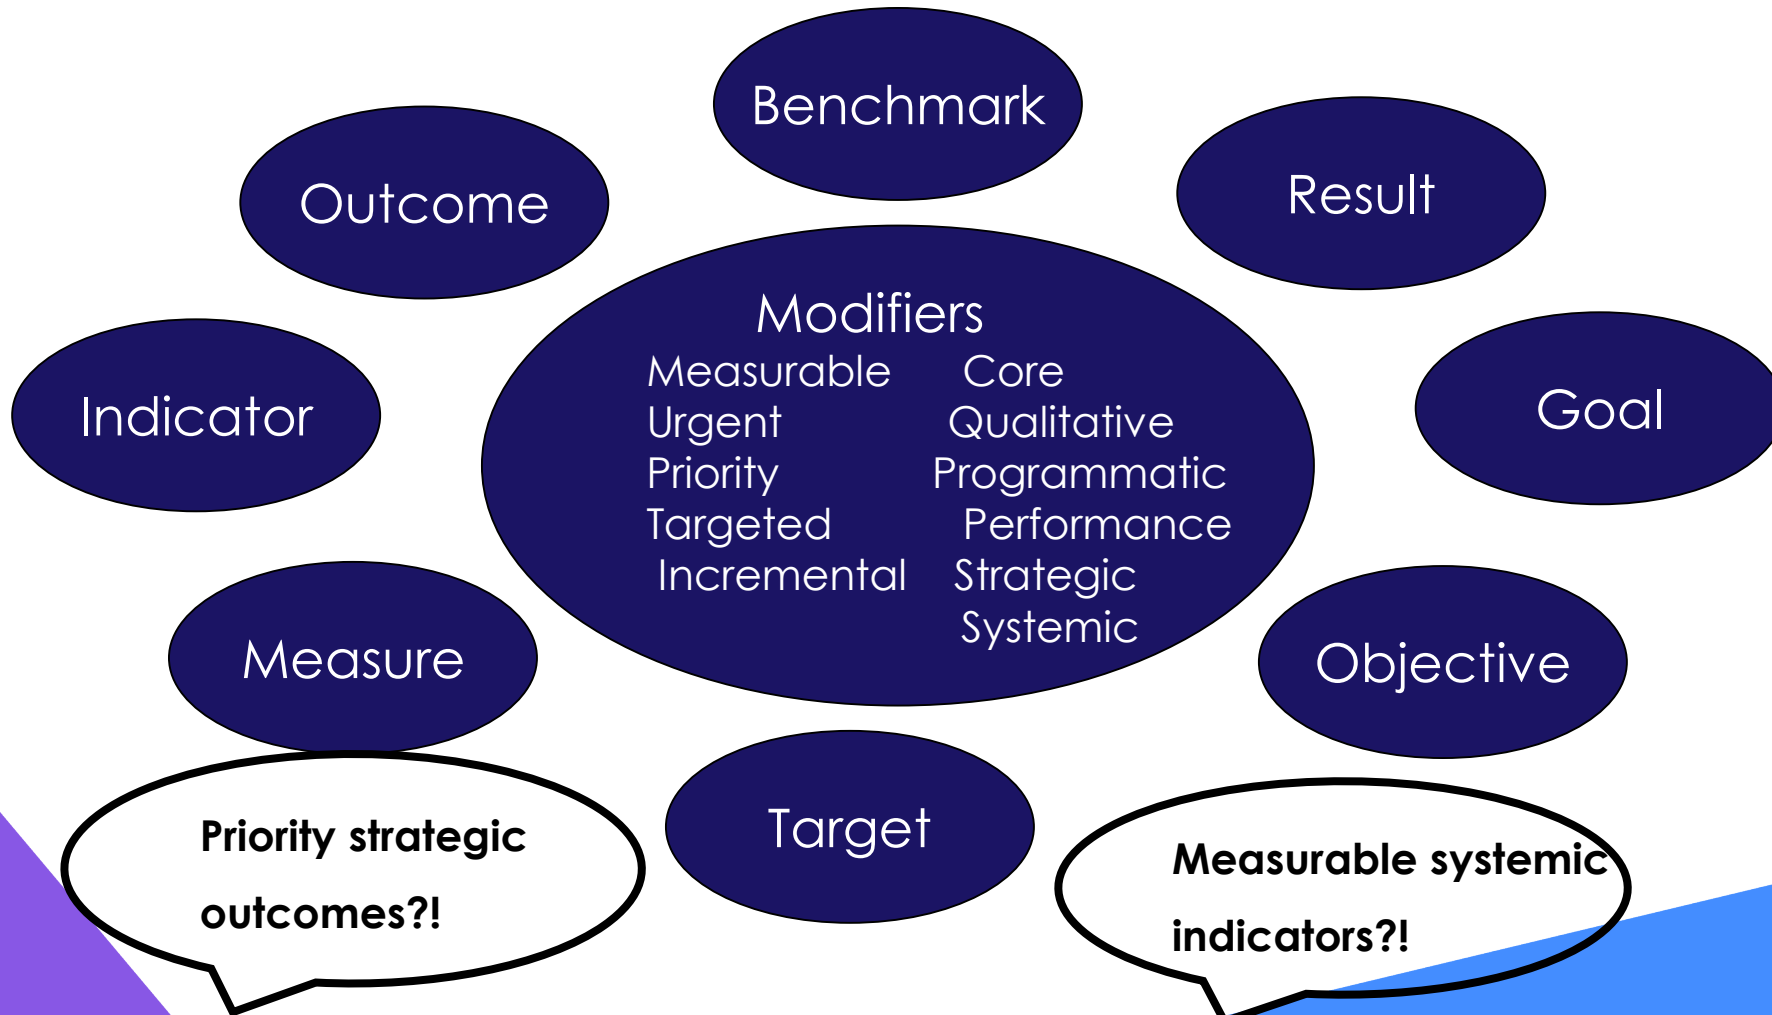 Benchmark
Outcome
Result
Indicator
Goal
Modifiers
Measurable Core
Urgent Qualitative
Priority Programmatic
Targeted Performance
Incremental Strategic
Systemic
Measure
Objective
Target
Priority strategic
outcomes?!
Measurable systemic
indicators?!